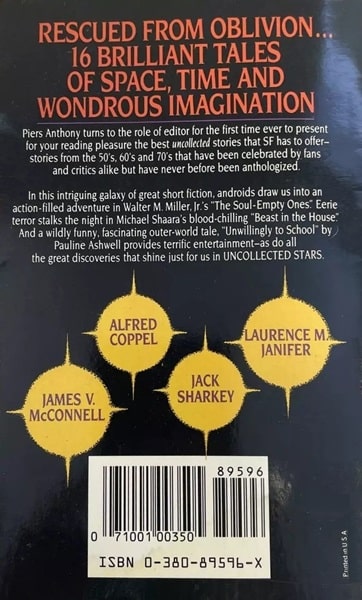 RESCUED FROM OBLIVION...
16 BRILLIANT TALES
OF SPACE, TIME AND
WONDROUS IMAGINATION
Piers Anthony turns to the role of editor for the first time ever to present
for your reading pleasure the best uncollected stories that SF has to offer—
stories from the 50's, 60's and 70's that have been celebrated by fans
and critics alike but have never before been anthologized.
In this intriguing galaxy of great short fiction, androids draw us into an
action-filled adventure in Walter M. Miller, Jr.'s "The Soul-Empty Ones." Eerie
terror stalks the night in Michael Shaara's blood-chilling "Beast in the House."
And a wildly funny, fascinating outer-world tale, "Unwillingly to School" by
Pauline Ashwell provides terrific entertainment—as do all
the great discoveries that shine just for us in UNCOLLECTED STARS.
ALFRED
COPPEL
LAURENCE M.
JANIFER
JAMES V.
McCONNELL
JACK
SHARKEY
89596
0 71001 00350
ISBN 0-380-89596-X
Printed in U S A